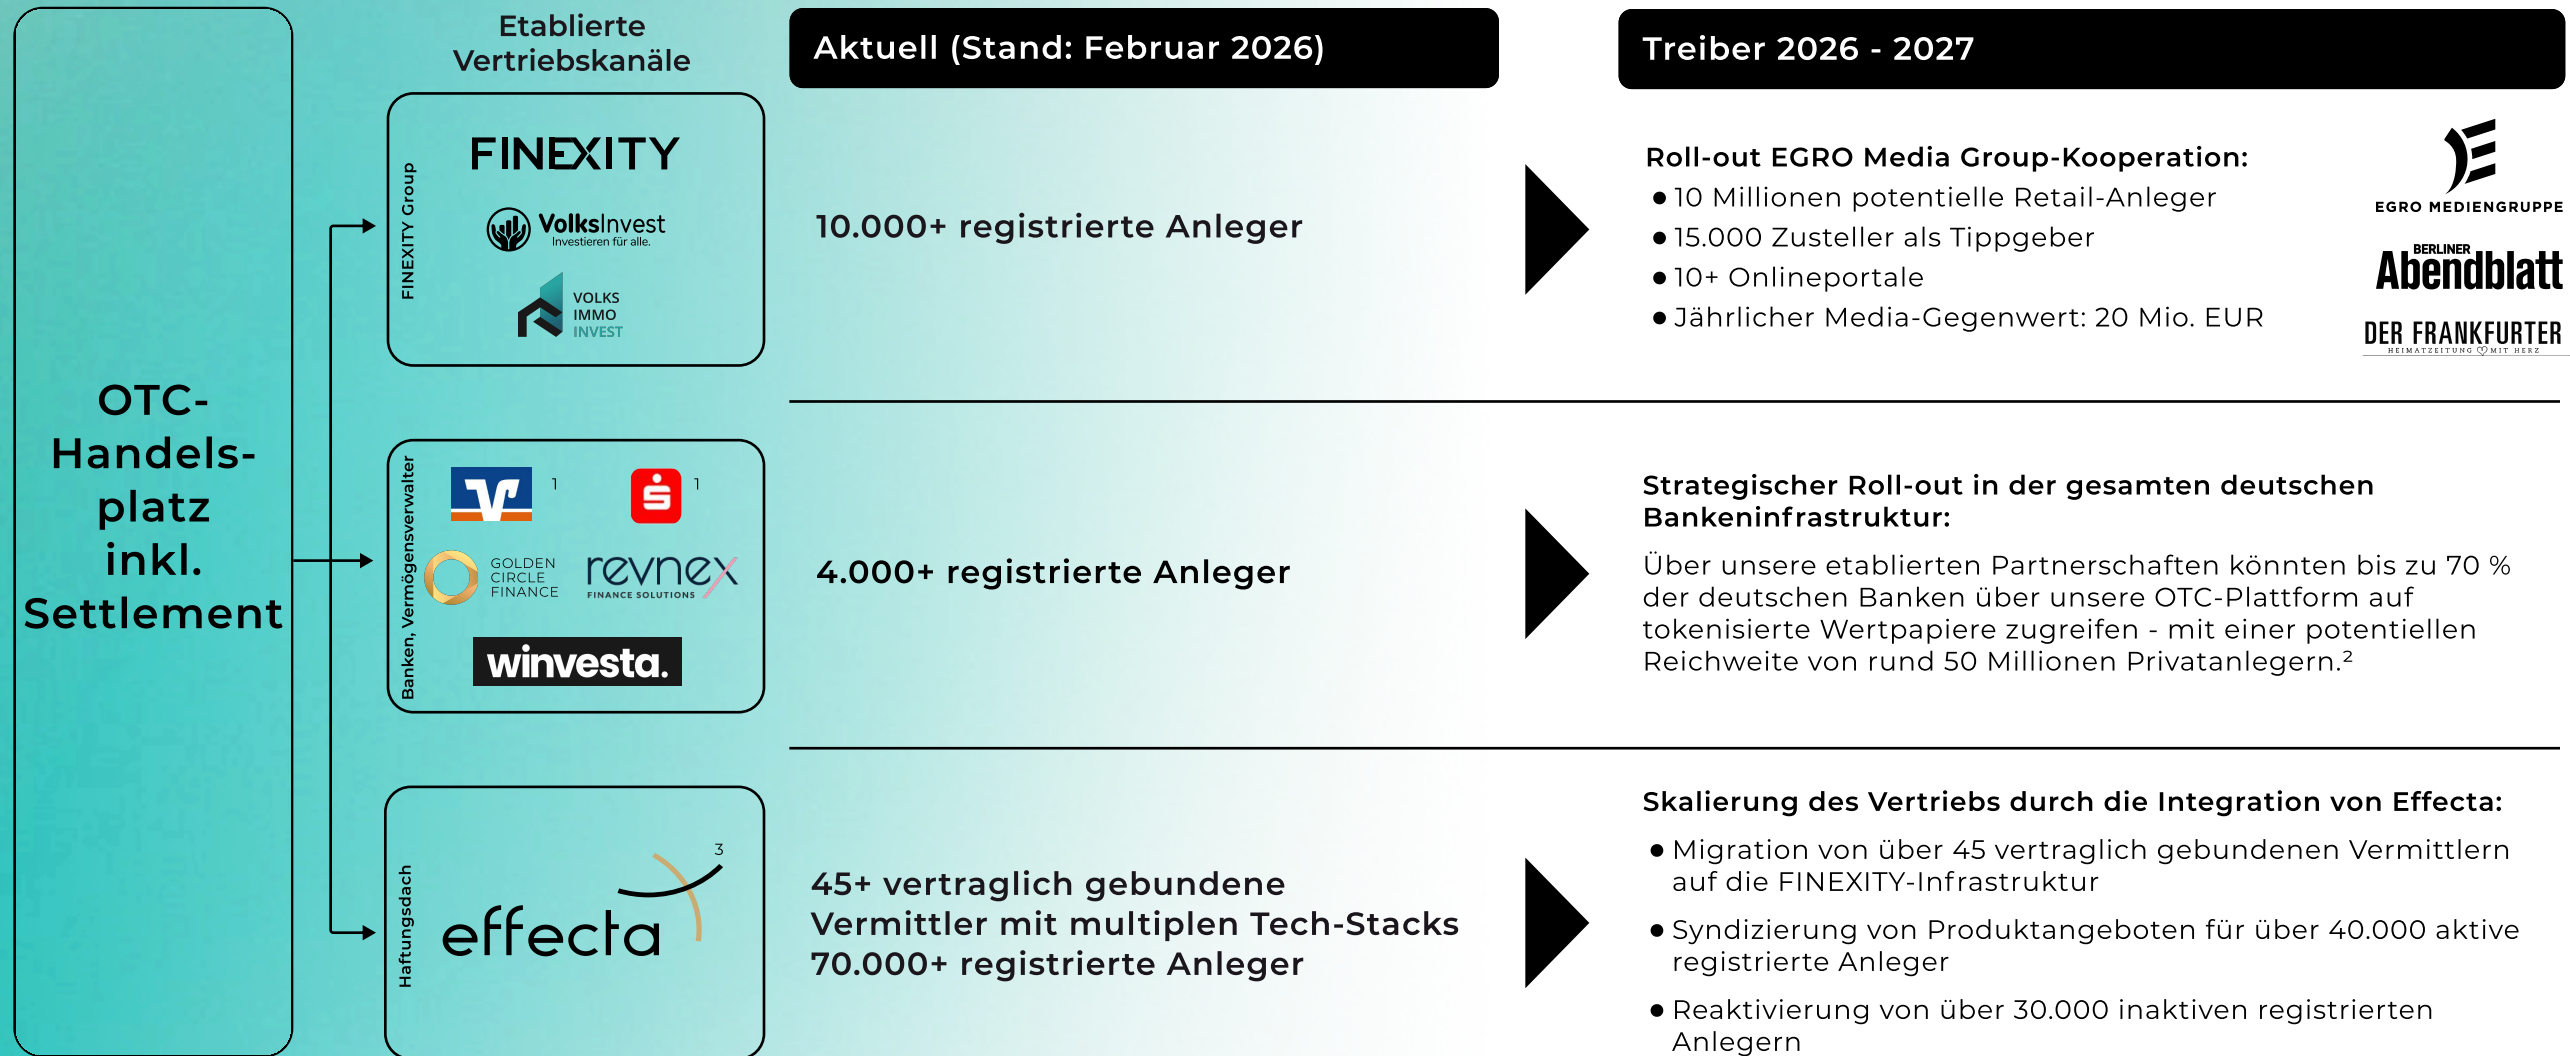 OTC-
Handels-
platz
inkl.
Settlement
Etablierte
Vertriebskanäle
FINEXITY Group
FINEXITY
VolksInvest
Investieren für alle.
VOLKS
IMMO
INVEST
Banken, Vermögensverwalter
1
1
GOLDEN
CIRCLE
FINANCE
revnex
FINANCE SOLUTIONS
winvesta.
Haftungsdach
3
effecta
Aktuell (Stand: Februar 2026)
10.000+ registrierte Anleger
4.000+ registrierte Anleger
45+ vertraglich gebundene
Vermittler mit multiplen Tech-Stacks
70.000+ registrierte Anleger
Treiber 2026 - 2027
Roll-out EGRO Media Group-Kooperation:
● 10 Millionen potentielle Retail-Anleger
● 15.000 Zusteller als Tippgeber
● 10+ Onlineportale
● Jährlicher Media-Gegenwert: 20 Mio. EUR
EGRO MEDIENGRUPPE
BERLINER
Abendblatt
DER FRANKFURTER
HEIMATZEITUNG MIT HERZ
Strategischer Roll-out in der gesamten deutschen
Bankeninfrastruktur:
Über unsere etablierten Partnerschaften könnten bis zu 70 %
der deutschen Banken über unsere OTC-Plattform auf
tokenisierte Wertpapiere zugreifen - mit einer potentiellen
Reichweite von rund 50 Millionen Privatanlegern.²
Skalierung des Vertriebs durch die Integration von Effecta:
● Migration von über 45 vertraglich gebundenen Vermittlern
auf die FINEXITY-Infrastruktur
● Syndizierung von Produktangeboten für über 40.000 aktive
registrierte Anleger
● Reaktivierung von über 30.000 inaktiven registrierten
Anlegern